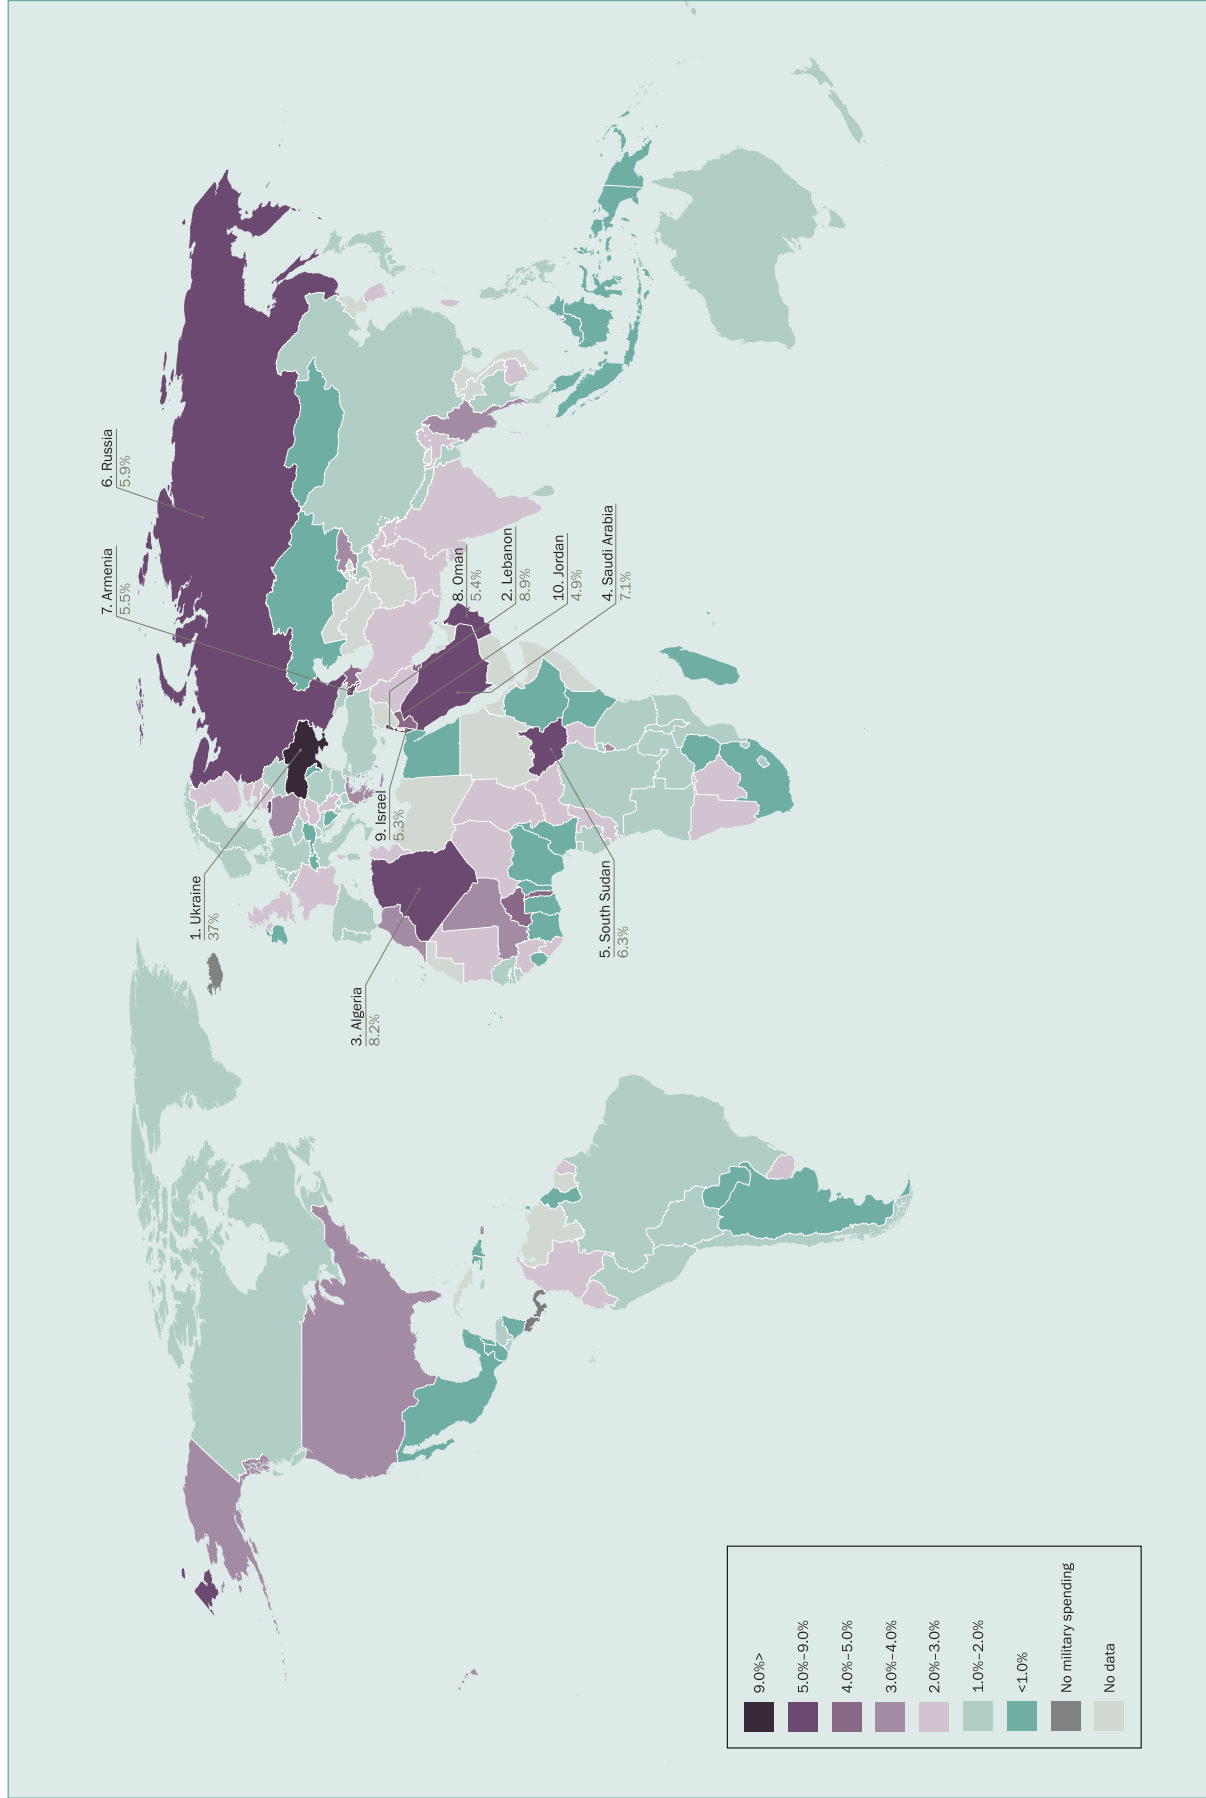 1. Ukraine
37%
2. Lebanon
8.9%
3. Algeria
8.2%
4. Saudi Arabia
7.1%
5. South Sudan
6.3%
6. Russia
5.9%
7. Armenia
5.5%
8. Oman
5.4%
9. Israel
5.3%
10. Jordan
4.9%
9.0%>
5.0%–9.0%
4.0%–5.0%
3.0%–4.0%
2.0%–3.0%
1.0%–2.0%
<1.0%
No military spending
No data